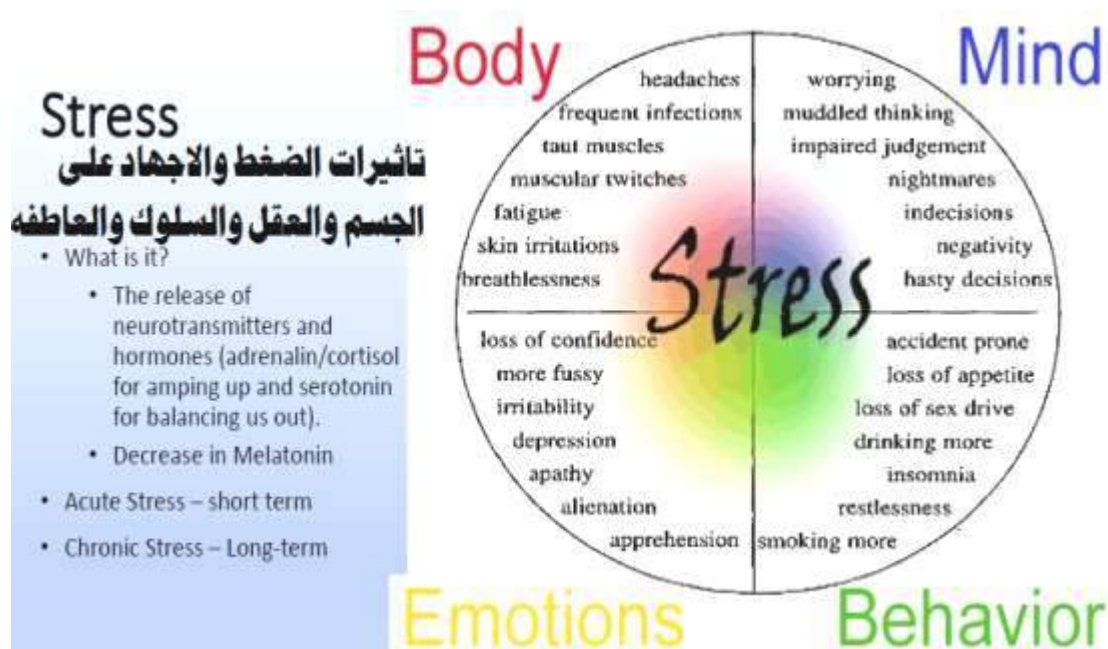 Stress
تاثيرات الضغط والاجهاد على
الجسم والعقل والسلوك والعاطفه
• What is it?
• The release of
neurotransmitters and
hormones (adrenalin/cortisol
for amping up and serotonin
for balancing us out).
• Decrease in Melatonin
• Acute Stress – short term
• Chronic Stress – Long-term
Body
headaches
frequent infections
taut muscles
muscular twitches
fatigue
skin irritations
breathlessness
Mind
worrying
muddled thinking
impaired judgement
nightmares
indecisions
negativity
hasty decisions
Stress
loss of confidence
more fussy
irritability
depression
apathy
alienation
apprehension
Emotions
accident prone
loss of appetite
loss of sex drive
drinking more
insomnia
restlessness
smoking more
Behavior